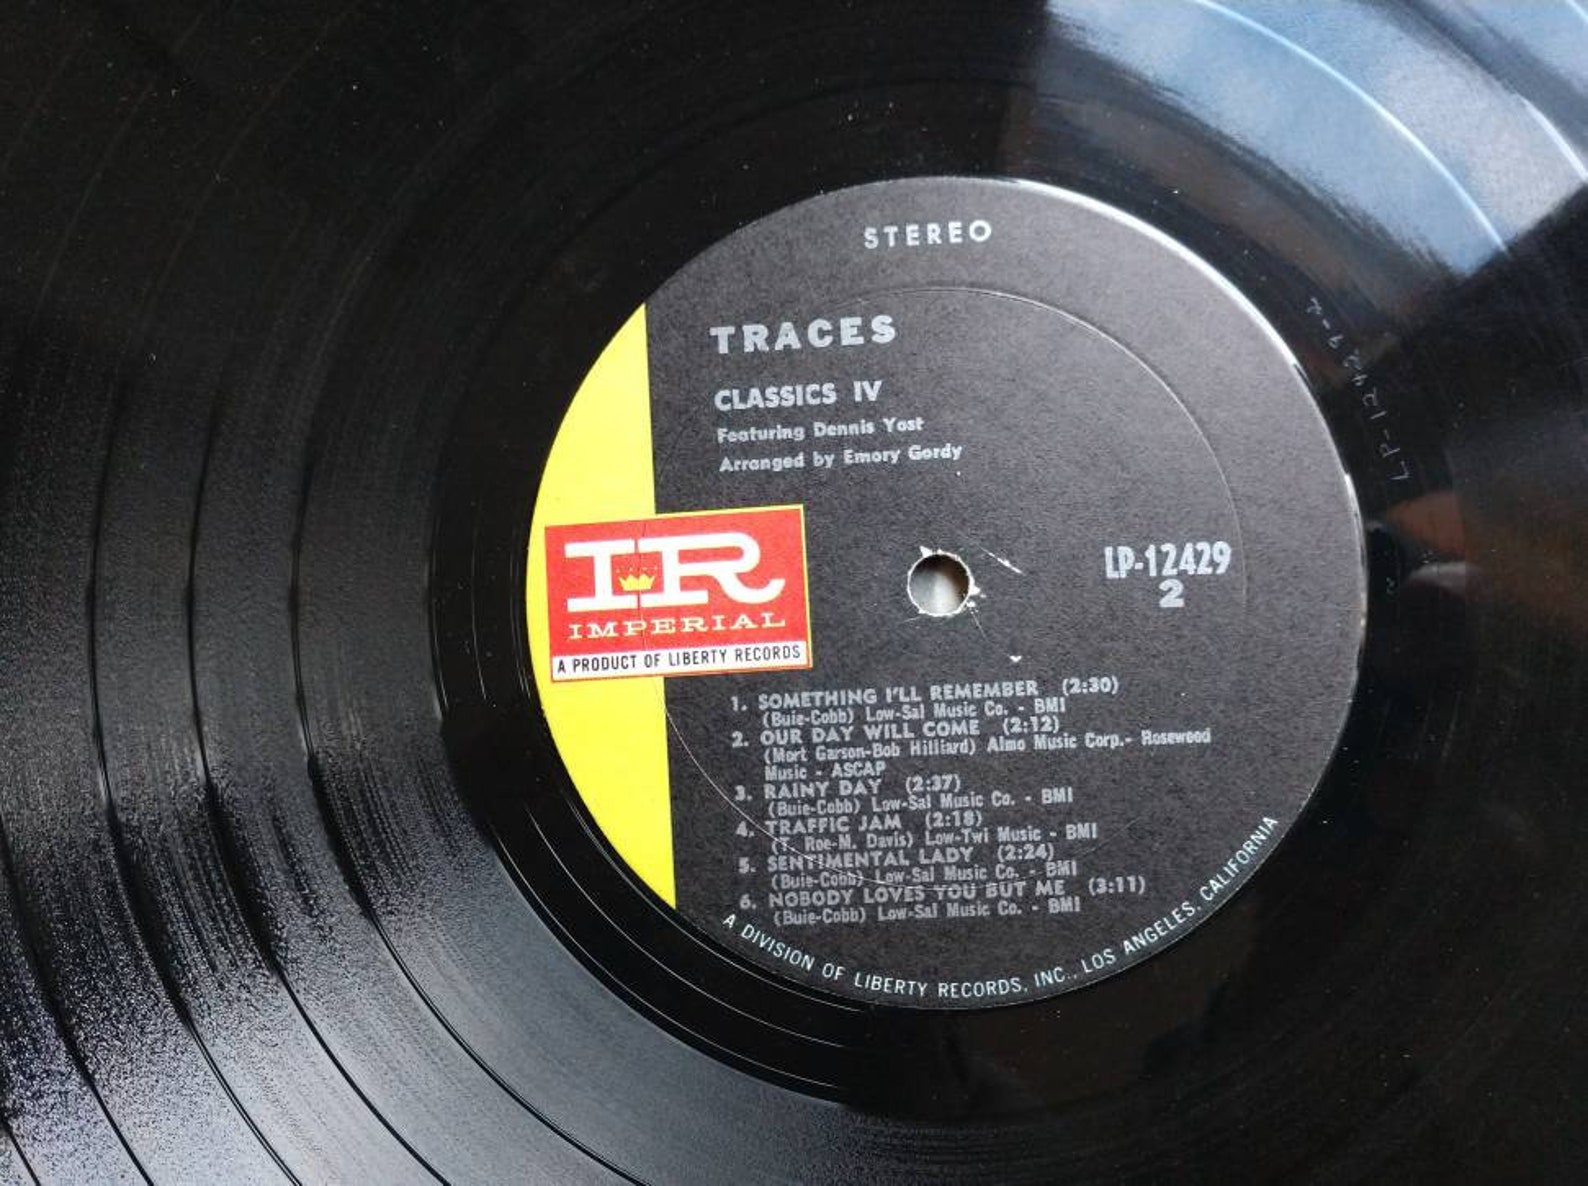 STEREO
TRACES
CLASSICS IV
Featuring Dennis Yost
Arranged by Emory Gordy
IR
IMPERIAL
A PRODUCT OF LIBERTY RECORDS
LP-12429
2
1. SOMETHING I'LL REMEMBER (2:30)
(Buie-Cobb) Low-Sal Music Co. - BMI
2. OUR DAY WILL COME (2:12)
(Mort Garson-Bob Hilliard) Almo Music Corp.- Rosewood
Music - ASCAP
3. RAINY DAY (2:37)
(Buie-Cobb) Low-Sal Music Co. - BMI
4. TRAFFIC JAM (2:18)
(T. Roe-M. Davis) Low-Twi Music - BMI
5. SENTIMENTAL LADY (2:24)
(Buie-Cobb) Low-Sal Music Co. - BMI
6. NOBODY LOVES YOU BUT ME (3:11)
(Buie-Cobb) Low-Sal Music Co. - BMI
A DIVISION OF LIBERTY RECORDS, INC., LOS ANGELES, CALIFORNIA
LP-12429-2